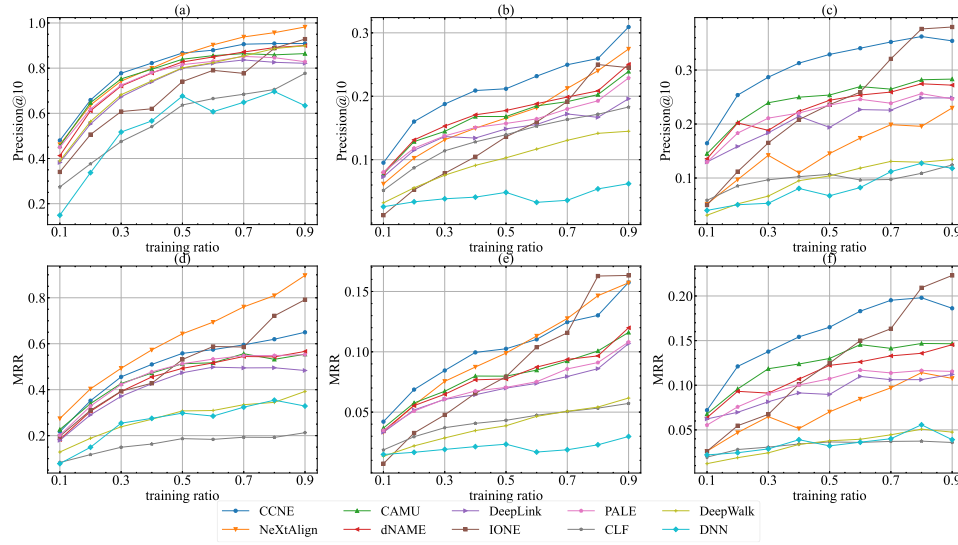 (a)
(b)
(c)
Precision@10
1.0
0.8
0.6
0.4
0.2
0.1 0.3 0.5 0.7 0.9
training ratio
Precision@10
0.3
0.2
0.1
0.1 0.3 0.5 0.7 0.9
training ratio
Precision@10
0.3
0.2
0.1
0.1 0.3 0.5 0.7 0.9
training ratio
(d)
(e)
(f)
MRR
0.8
0.6
0.4
0.2
0.1 0.3 0.5 0.7 0.9
training ratio
MRR
0.15
0.10
0.05
0.1 0.3 0.5 0.7 0.9
training ratio
MRR
0.20
0.15
0.10
0.05
0.1 0.3 0.5 0.7 0.9
training ratio
CCNE CAMU DeepLink PALE DeepWalk
NeXtAlign dNAME IONE CLF DNN